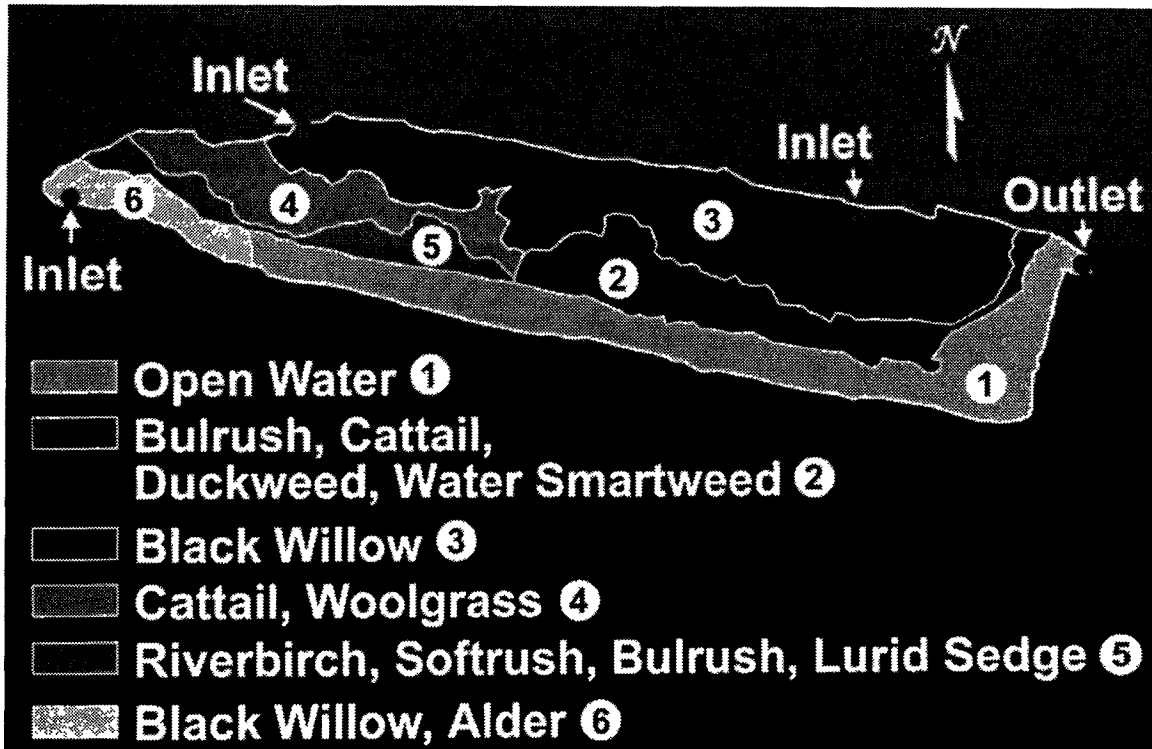 N
Inlet
Inlet
Outlet
6
4
3
5
2
Inlet
1
Open Water 1
Bulrush, Cattail,
Duckweed, Water Smartweed 2
Black Willow 3
Cattail, Woolgrass 4
Riverbirch, Softrush, Bulrush, Lurid Sedge 5
Black Willow, Alder 6